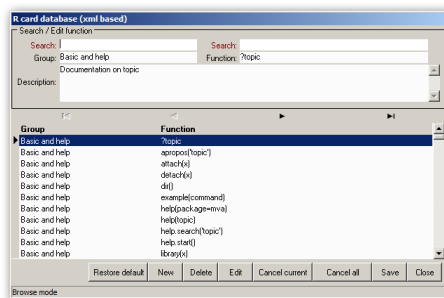 R card database (xml based)
Search / Edit function
Search: Search:
Group: Basic and help Function: ?topic
Description: Documentation on topic
Group Function
Basic and help ?topic
Basic and help apropos('topic')
Basic and help attach(x)
Basic and help detach(x)
Basic and help dir()
Basic and help example(command)
Basic and help help(package=mva)
Basic and help help(topic)
Basic and help help.search('topic')
Basic and help help.start()
Basic and help library(x)
Restore default New Delete Edit Cancel current Cancel all Save Close
Browse mode